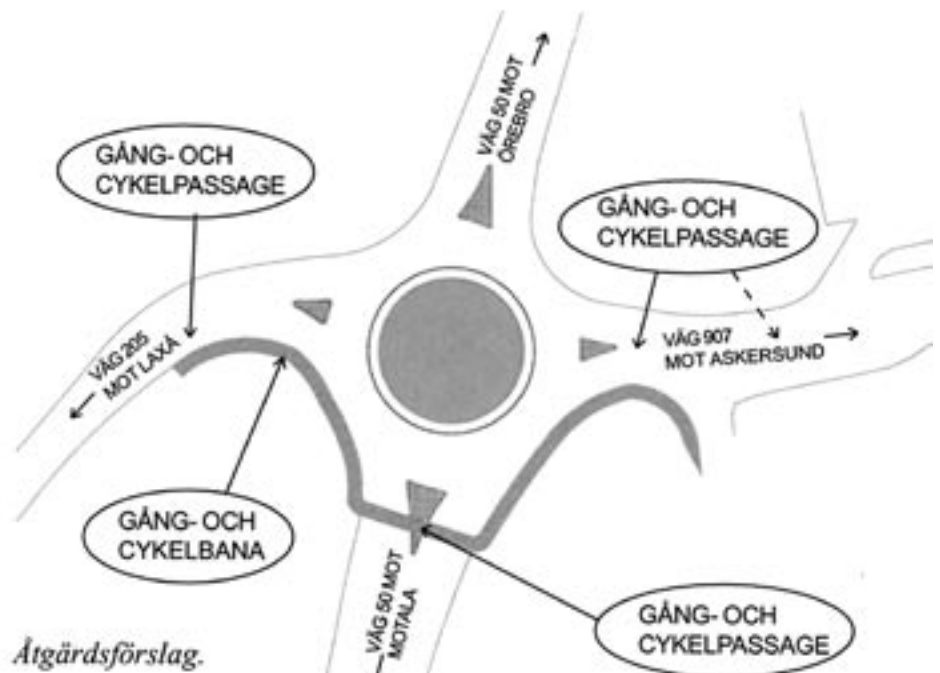 VÄG 50 MOT
ÖREBRO
GÅNG- OCH
CYKELPASSAGE
GÅNG- OCH
CYKELPASSAGE
VÄG 205
MOT LAXÅ
VÄG 907
MOT ASKERSUND
GÅNG- OCH
CYKELBANA
VÄG 50 MOT
MOTALA
GÅNG- OCH
CYKELPASSAGE
Åtgärdsförslag.